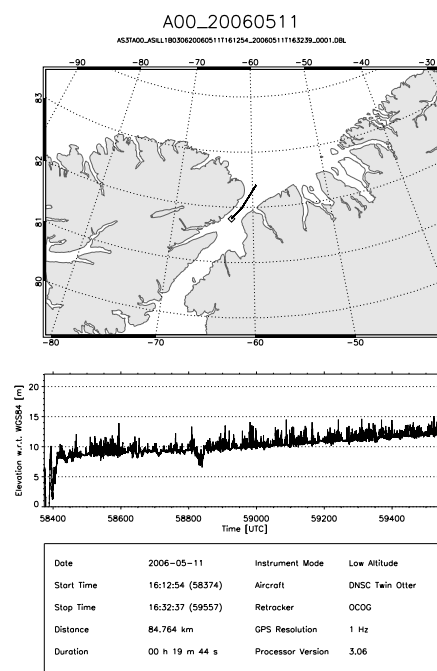 A00_20060511
AS3TA00_ASILL1B030620060511T161254_20060511T163239_0001.DBL
-90 -80 -70 -60 -50 -40 -30
83
82
81
80
-80 -70 -60 -50
Elevation w.r.t. WGS84 [m]
20
15
10
5
0
58400 58600 58800 59000 59200 59400
Time [UTC]
Date 2006-05-11 Instrument Mode Low Altitude
Start Time 16:12:54 (58374) Aircraft DNSC Twin Otter
Stop Time 16:32:37 (59557) Retracker OCOG
Distance 84.764 km GPS Resolution 1 Hz
Duration 00 h 19 m 44 s Processor Version 3.06